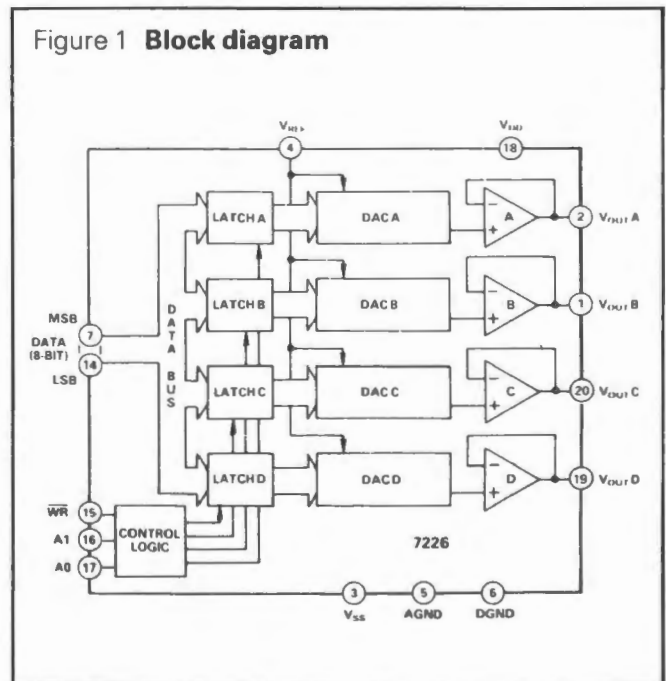 Figure 1 Block diagram
VREF
4
VDD
18
LATCH A
DAC A
A
2
VOUT A
LATCH B
DAC B
B
1
VOUT B
MSB
7
DATA
(8-BIT)
14
LSB
DATA BUS
LATCH C
DAC C
C
20
VOUT C
LATCH D
DAC D
D
19
VOUT D
WR
15
A1
16
A0
17
CONTROL
LOGIC
7226
3
VSS
5
AGND
6
DGND